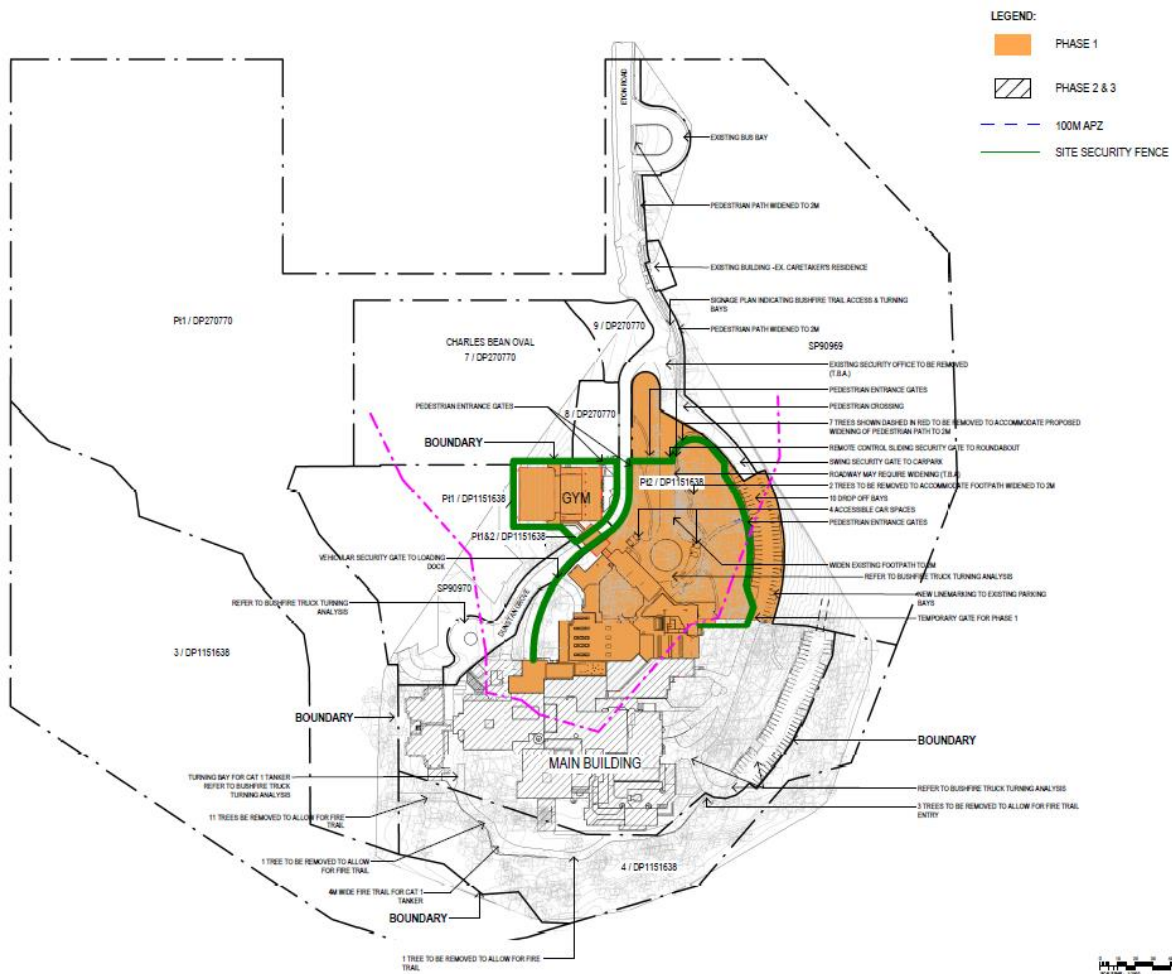 LEGEND:
PHASE 1
PHASE 2 & 3
100M APZ
SITE SECURITY FENCE
ETON ROAD
EXISTING BUS BAY
PEDESTRIAN PATH WIDENED TO 2M
EXISTING BUILDING -EX. CARETAKER'S RESIDENCE
SIGNAGE PLAN INDICATING BUSHFIRE TRAIL ACCESS & TURNING
BAYS
PEDESTRIAN PATH WIDENED TO 2M
SP90969
EXISTING SECURITY OFFICE TO BE REMOVED
(T.B.A.)
PEDESTRIAN ENTRANCE GATES
PEDESTRIAN CROSSING
7 TREES SHOWN DASHED IN RED TO BE REMOVED TO ACCOMMODATE PROPOSED
WIDENING OF PEDESTRIAN PATH TO 2M
REMOTE CONTROL SLIDING SECURITY GATE TO ROUNDABOUT
SWING SECURITY GATE TO CARPARK
ROADWAY MAY REQUIRE WIDENING (T.B.A)
2 TREES TO BE REMOVED TO ACCOMMODATE FOOTPATH WIDENED TO 2M
10 DROP OFF BAYS
4 ACCESSIBLE CAR SPACES
PEDESTRIAN ENTRANCE GATES
WIDEN EXISTING FOOTPATH TO 2M
REFER TO BUSHFIRE TRUCK TURNING ANALYSIS
NEW LINEMARKING TO EXISTING PARKING
BAYS
TEMPORARY GATE FOR PHASE 1
Pt1 / DP270770
CHARLES BEAN OVAL
7 / DP270770
9 / DP270770
8 / DP270770
PEDESTRIAN ENTRANCE GATES
BOUNDARY
Pt1 / DP1151638
GYM
Pt2 / DP1151638
Pt1&2 / DP1151638
VEHICULAR SECURITY GATE TO LOADING
DOCK
SP90970
DUNSTAN GROVE
REFER TO BUSHFIRE TRUCK TURNING
ANALYSIS
3 / DP1151638
BOUNDARY
MAIN BUILDING
BOUNDARY
TURNING BAY FOR CAT 1 TANKER
REFER TO BUSHFIRE TRUCK
TURNING ANALYSIS
REFER TO BUSHFIRE TRUCK TURNING ANALYSIS
3 TREES TO BE REMOVED TO ALLOW FOR FIRE TRAIL
ENTRY
11 TREES BE REMOVED TO ALLOW FOR FIRE
TRAIL
1 TREE TO BE REMOVED TO ALLOW
FOR FIRE TRAIL
4 / DP1151638
4M WIDE FIRE TRAIL FOR CAT 1
TANKER
BOUNDARY
1 TREE TO BE REMOVED TO ALLOW FOR FIRE
TRAIL